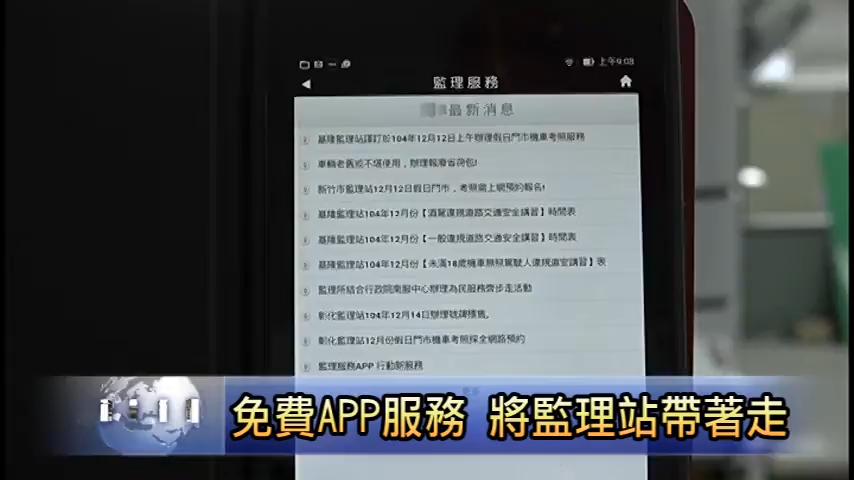 上午9:03
監理服務
最新消息
基隆監理站謹訂於104年12月12日上午辦理假日門市機車考照服務
車輛老舊或不堪使用，辦理報廢省荷包!
新竹市監理站12月12日假日門市，考照需上網預約報名!
基隆監理站104年12月份【酒駕違規道路交通安全講習】時間表
基隆監理站104年12月份【一般違規道路交通安全講習】時間表
基隆監理站104年12月份【未滿18歲機車無照駕駛人違規道安講習】表
監理所結合行政院南服中心辦理為民服務齊步走活動
彰化監理站104年12月14日辦理號牌標售。
彰化監理站12月份假日門市機車考照採全網路預約
監理服務APP 行動新服務
免費APP服務 將監理站帶著走